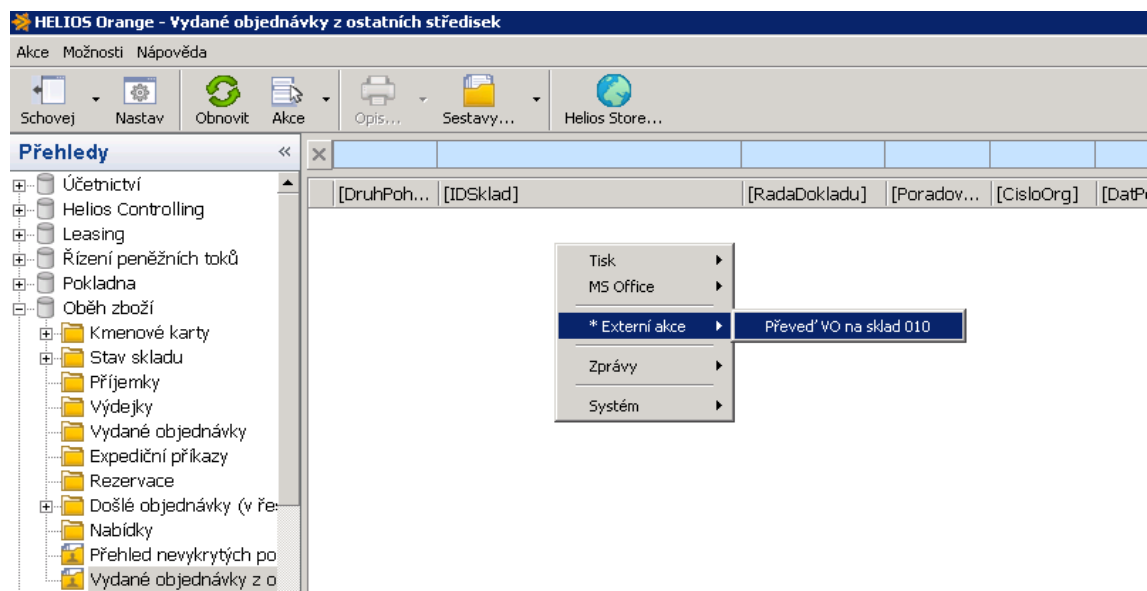 HELIOS Orange - Vydané objednávky z ostatních středisek
Akce Možnosti Nápověda
Schovej Nastav Obnovit Akce Opis... Sestavy... Helios Store...
Přehledy «
[DruhPoh... [IDSklad] [RadaDokladu] [Poradov... [CisloOrg] [DatP
Účetnictví
Helios Controlling
Leasing
Řízení peněžních toků
Pokladna
Oběh zboží
Kmenové karty
Stav skladu
Příjemky
Výdejky
Vydané objednávky
Expediční příkazy
Rezervace
Došlé objednávky (v řeš
Nabídky
Přehled nevykrytých po
Vydané objednávky z o
Tisk
MS Office
* Externí akce
Převeď VO na sklad 010
Zprávy
Systém